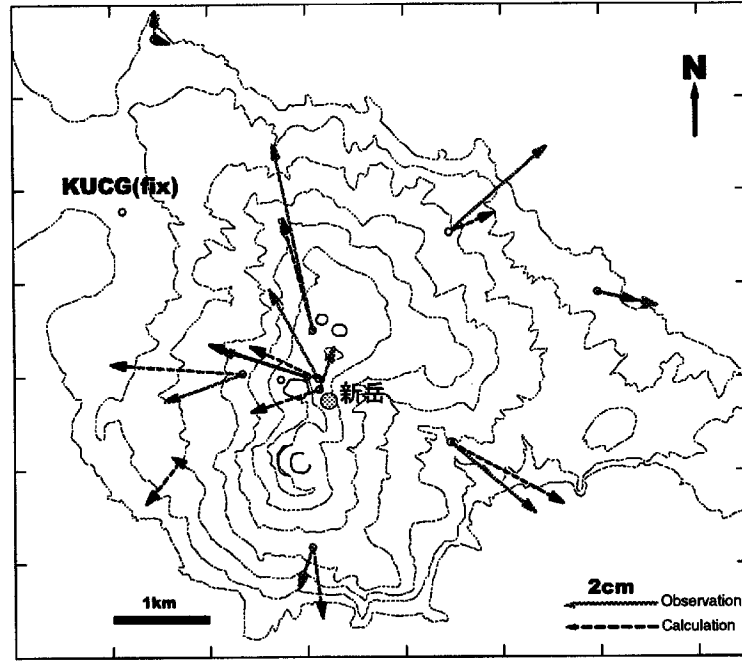 N
KUCG(fix)
新岳
2cm
Observation
Calculation
1km